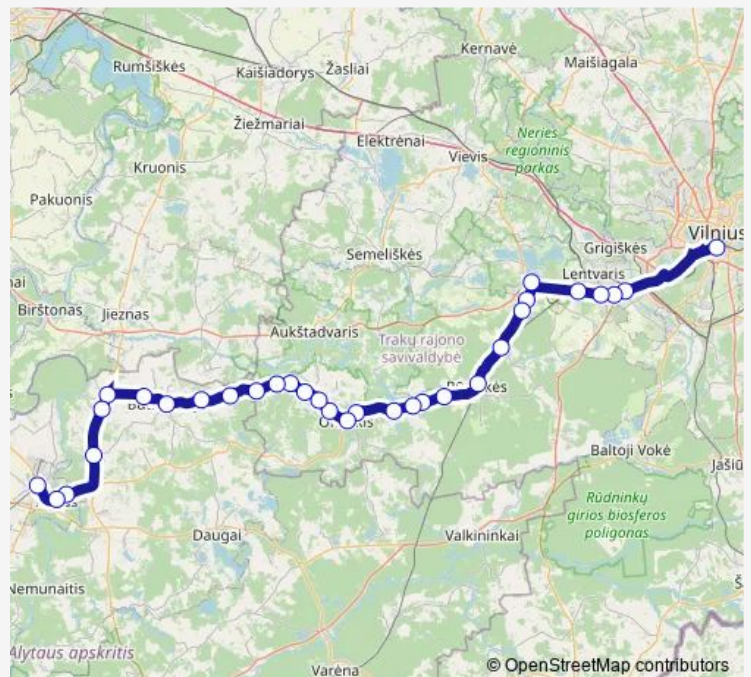 Kernavė
Maišiagala
Rumšiškės
Kaišiadorys
Žasliai
Žiežmariai
Elektrėnai
Vievis
Neries
regioninis
parkas
Kruonis
Pakuonis
Vilnius
Grigiškės
Semeliškės
Lentvaris
Birštonas
Jieznas
Aukštadvaris
Trakų rajono
savivaldybė
Baltoji Vokė
Rūdninkų
girios biosferos
poligonas
Daugai
Valkininkai
Nemunaitis
Alytaus apskritis
Varėna
© OpenStreetMap contributors